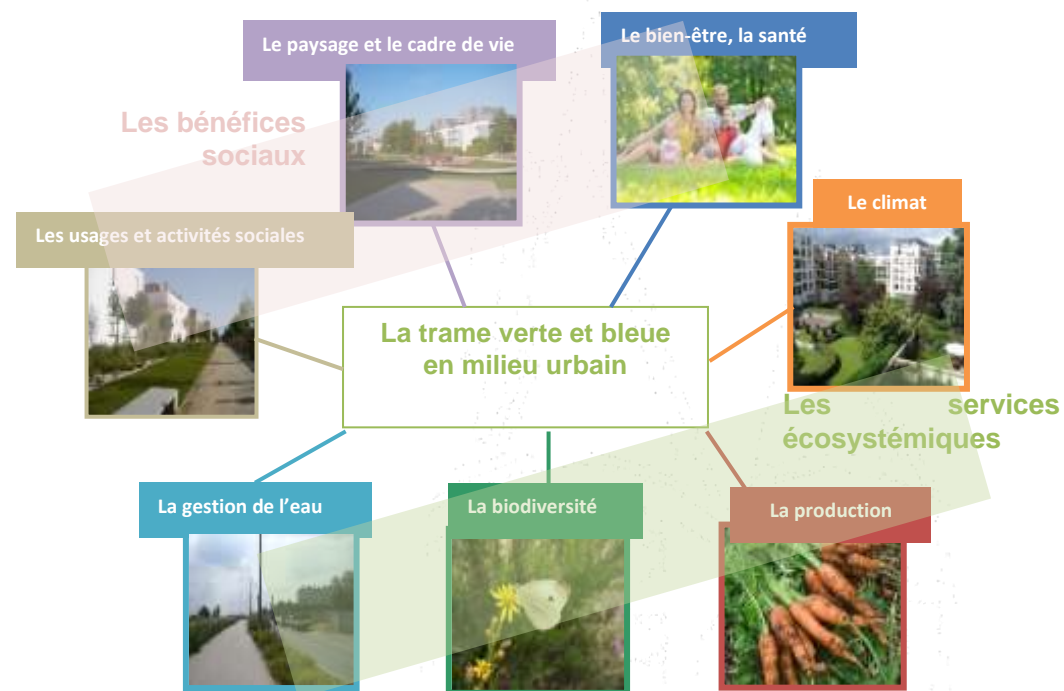 Le paysage et le cadre de vie
Le bien-être, la santé
Les bénéfices
sociaux
Le climat
Les usages et activités sociales
La trame verte et bleue
en milieu urbain
Les services
écosystémiques
La gestion de l’eau
La biodiversité
La production